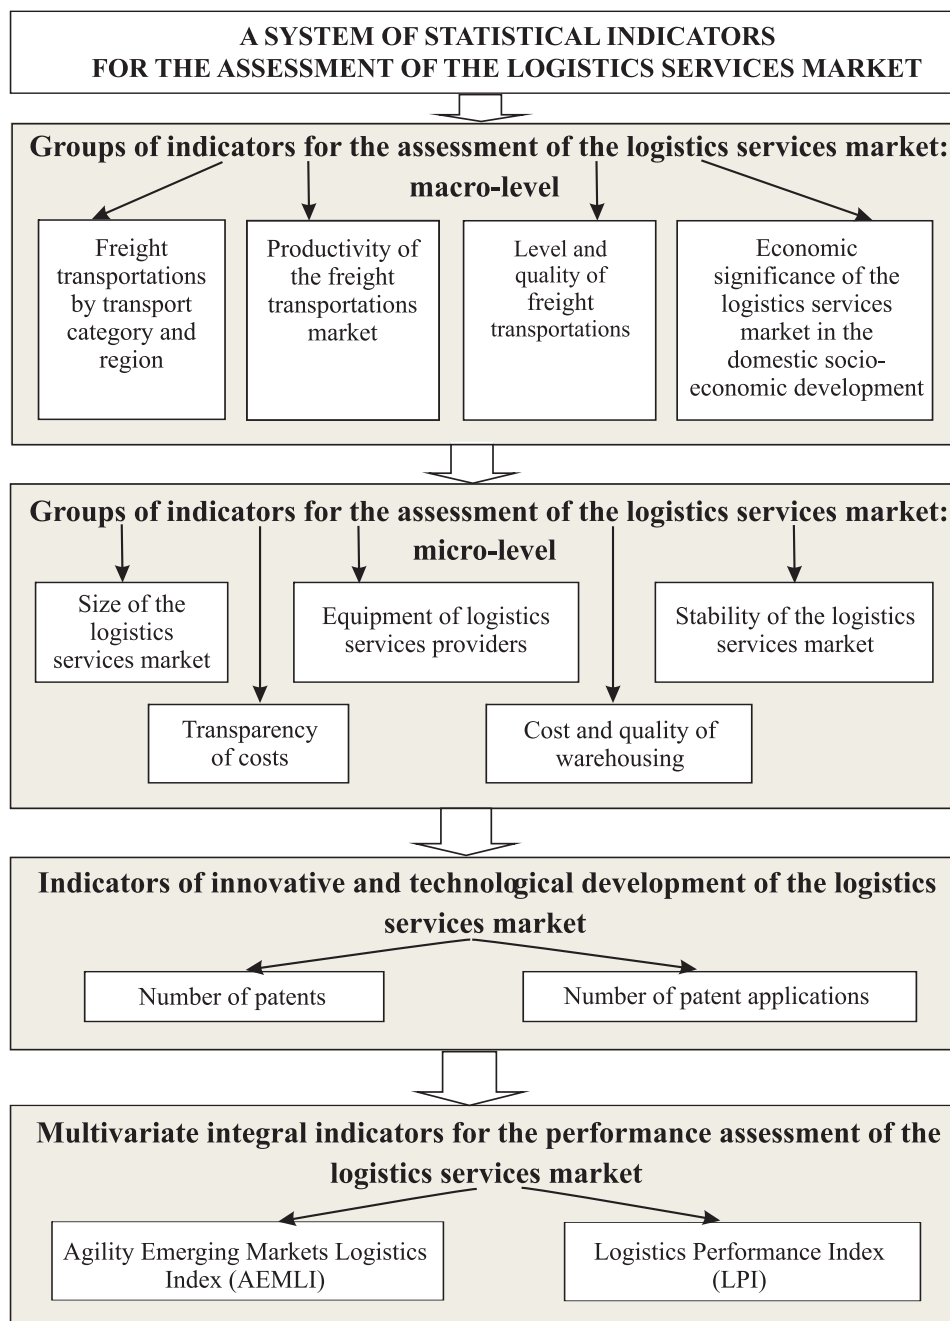 A SYSTEM OF STATISTICAL INDICATORS
FOR THE ASSESSMENT OF THE LOGISTICS SERVICES MARKET
Groups of indicators for the assessment of the logistics services market:
macro-level
Freight
transportations
by transport
category and
region
Productivity of
the freight
transportations
market
Level and
quality of
freight
transportations
Economic
significance of the
logistics services
market in the
domestic socio-
economic development
Groups of indicators for the assessment of the logistics services market:
micro-level
Size of the
logistics
services market
Equipment of logistics
services providers
Stability of the logistics
services market
Transparency
of costs
Cost and quality of
warehousing
Indicators of innovative and technological development of the logistics
services market
Number of patents
Number of patent applications
Multivariate integral indicators for the performance assessment of the
logistics services market
Agility Emerging Markets Logistics
Index (AEMLI)
Logistics Performance Index
(LPI)